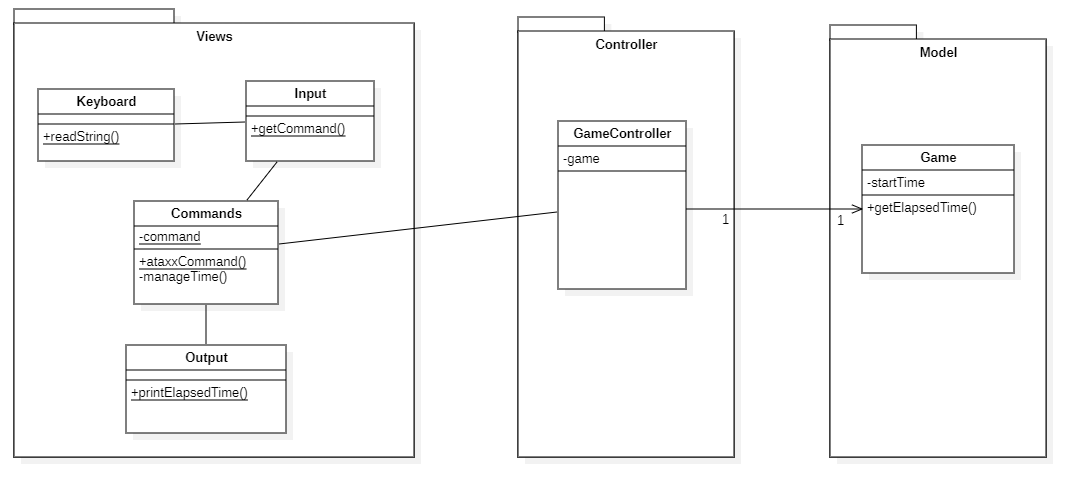 Views
Keyboard
+readString()
Input
+getCommand()
Commands
-command
+ataxxCommand()
-manageTime()
Output
+printElapsedTime()
Controller
GameController
-game
1
1
Model
Game
-startTime
+getElapsedTime()